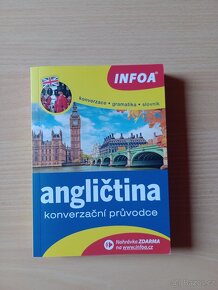 INFOA®
konverzace • gramatika • slovník
angličtina
konverzační průvodce
Nahrávka ZDARMA
na www.infoa.cz